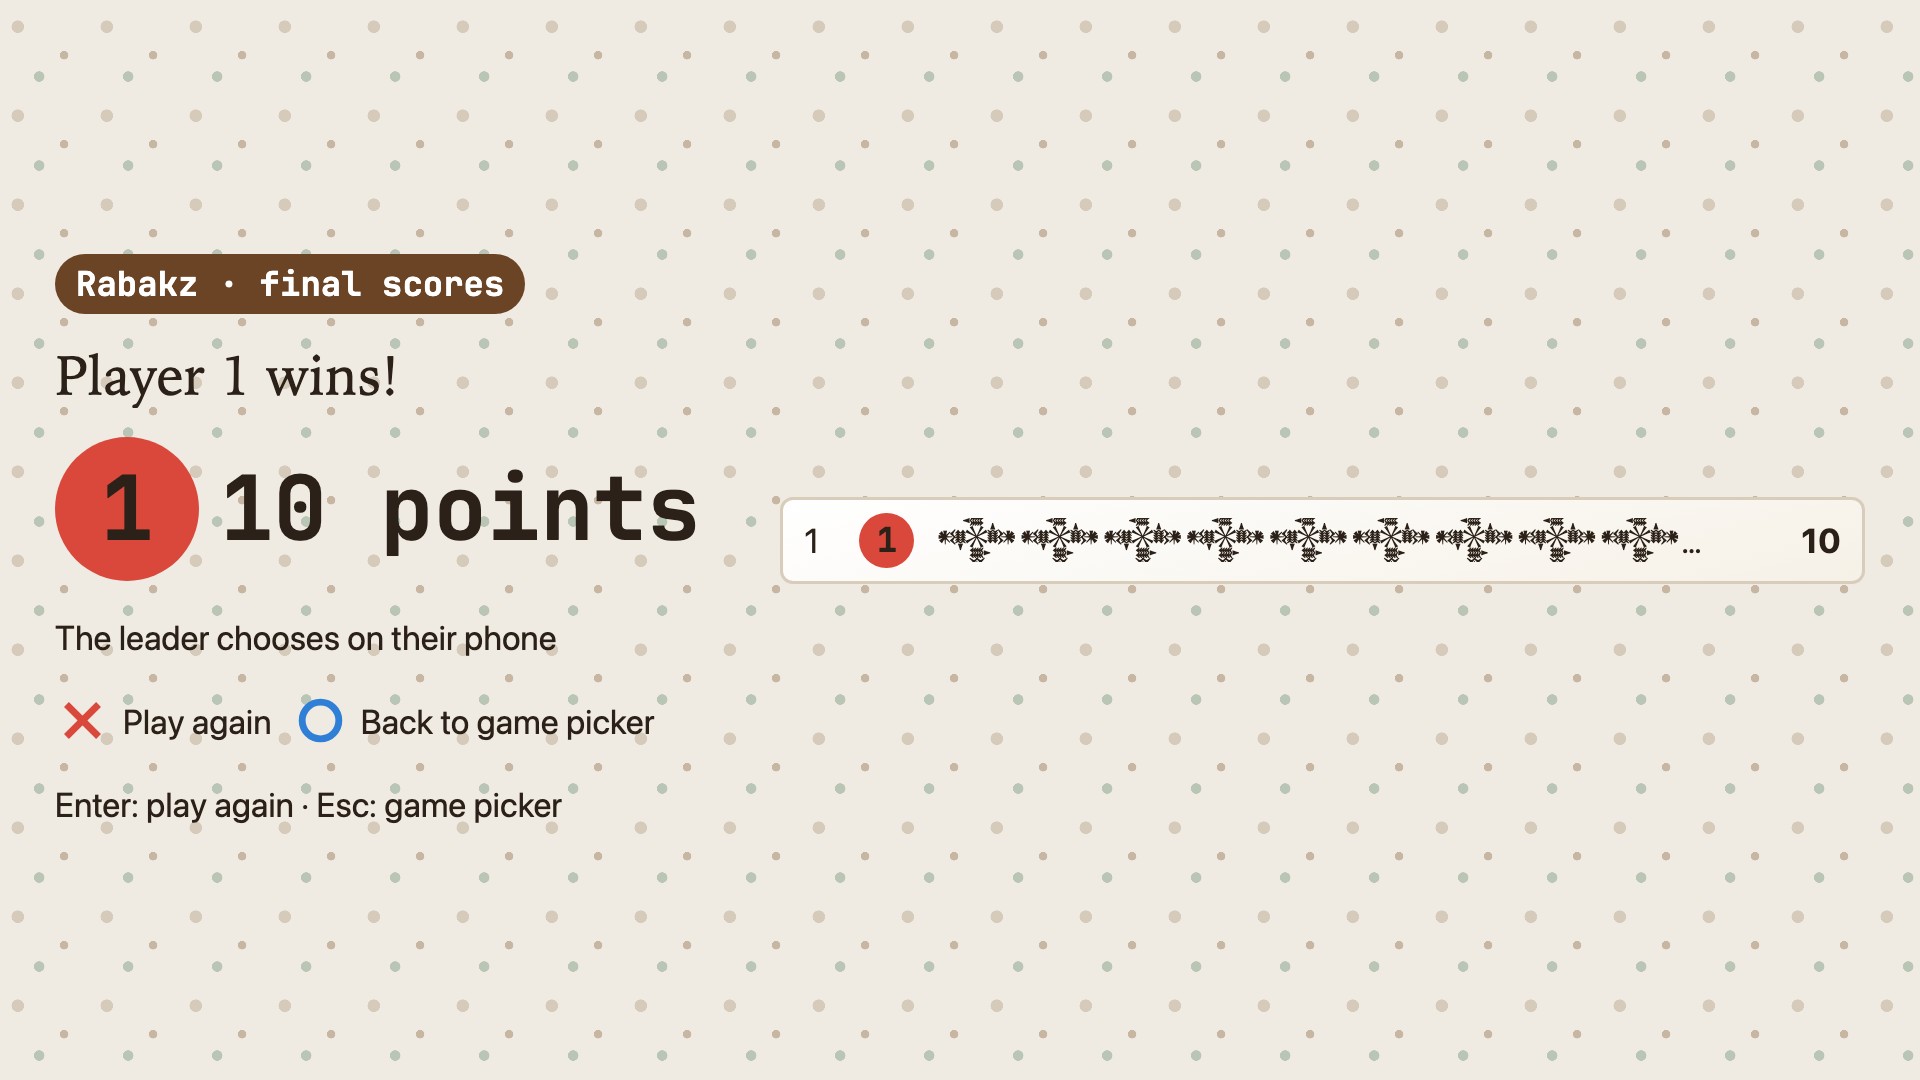 Rabakz · final scores
Player 1 wins!
1 10 points
1 1 … 10
The leader chooses on their phone
Play again Back to game picker
Enter: play again · Esc: game picker